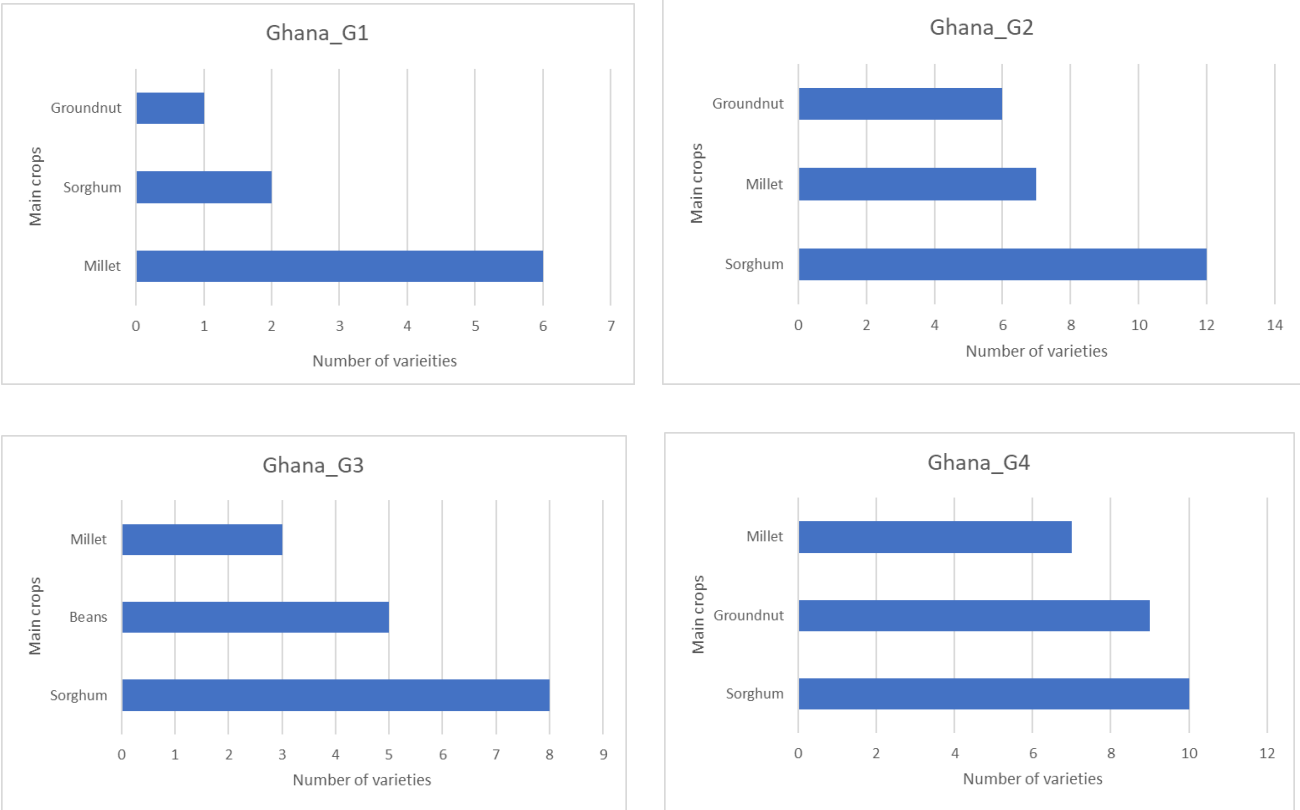 Ghana_G1
Main crops
Groundnut
Sorghum
Millet
0 1 2 3 4 5 6 7
Number of varieities
Ghana_G2
Main crops
Groundnut
Millet
Sorghum
0 2 4 6 8 10 12 14
Number of varieties
Ghana_G3
Main crops
Millet
Beans
Sorghum
0 1 2 3 4 5 6 7 8 9
Number of varieties
Ghana_G4
Main crops
Millet
Groundnut
Sorghum
0 2 4 6 8 10 12
Number of varieties